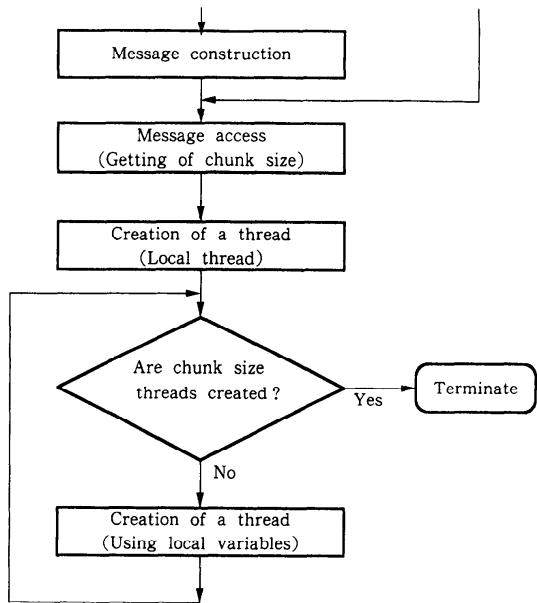 Message construction
Message access
(Getting of chunk size)
Creation of a thread
(Local thread)
Are chunk size
threads created?
Terminate
Yes
No
Creation of a thread
(Using local variables)